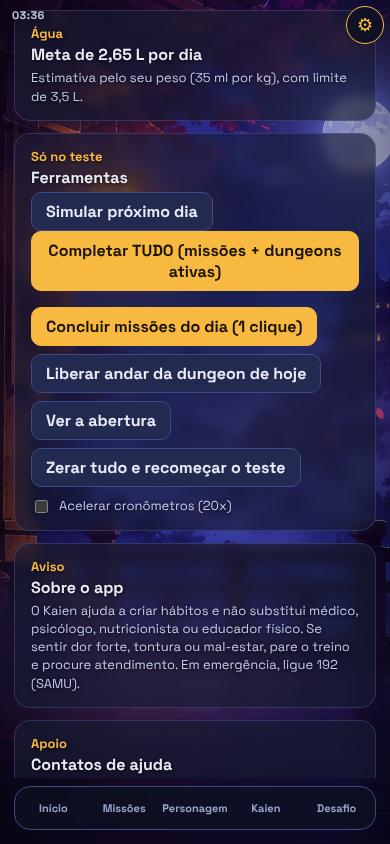 03:36
Água
Meta de 2,65 L por dia
Estimativa pelo seu peso (35 ml por kg), com limite
de 3,5 L.
Só no teste
Ferramentas
Simular próximo dia
Completar TUDO (missões + dungeons
ativas)
Concluir missões do dia (1 clique)
Liberar andar da dungeon de hoje
Ver a abertura
Zerar tudo e recomeçar o teste
Acelerar cronômetros (20x)
Aviso
Sobre o app
O Kaien ajuda a criar hábitos e não substitui médico,
psicólogo, nutricionista ou educador físico. Se
sentir dor forte, tontura ou mal-estar, pare o treino
e procure atendimento. Em emergência, ligue 192
(SAMU).
Apoio
Contatos de ajuda
Início Missões Personagem Kaien Desafio